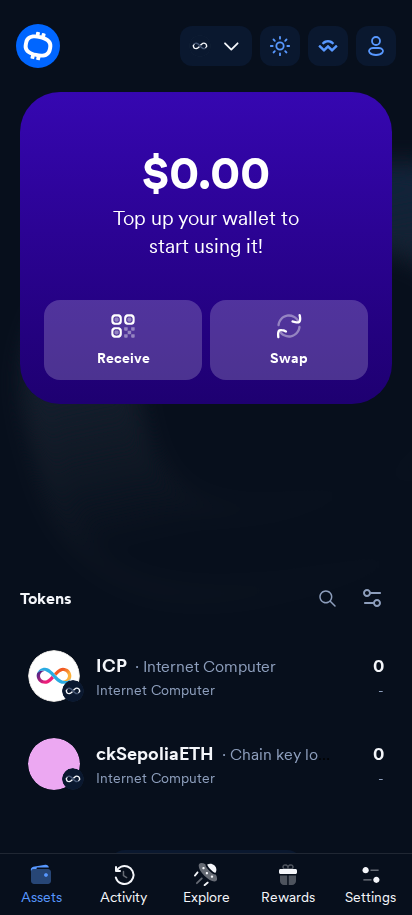 $0.00
Top up your wallet to
start using it!
Receive
Swap
Tokens
ICP · Internet Computer
0
Internet Computer
-
ckSepoliaETH · Chain key lo
0
Internet Computer
-
Assets
Activity
Explore
Rewards
Settings